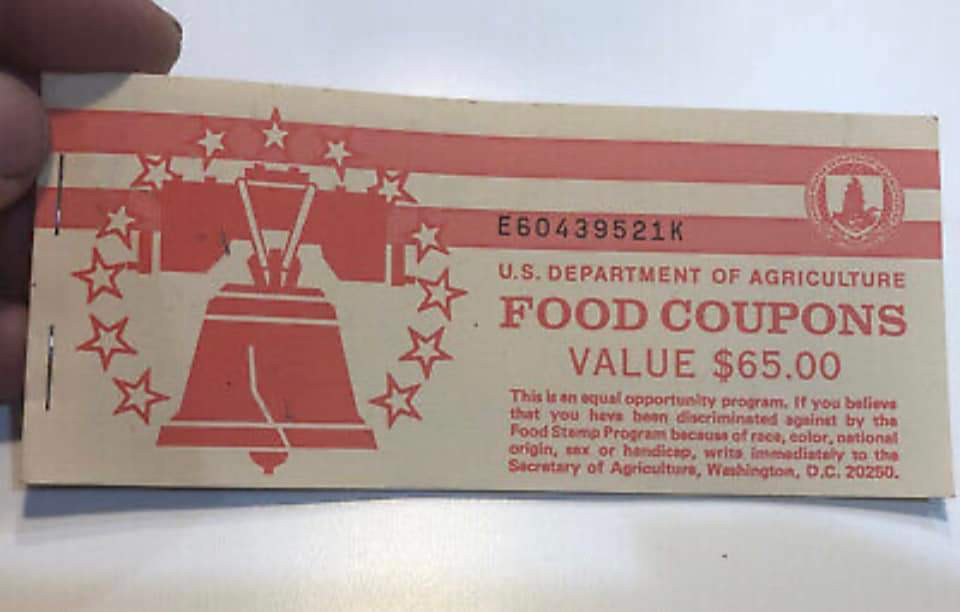 E60439521K
U.S. DEPARTMENT OF AGRICULTURE
FOOD COUPONS
VALUE $65.00
This is an equal opportunity program. If you believe
that you have been discriminated against by the
Food Stamp Program because of race, color, national
origin, sex or handicap, write immediately to the
Secretary of Agriculture, Washington, D.C. 20250.